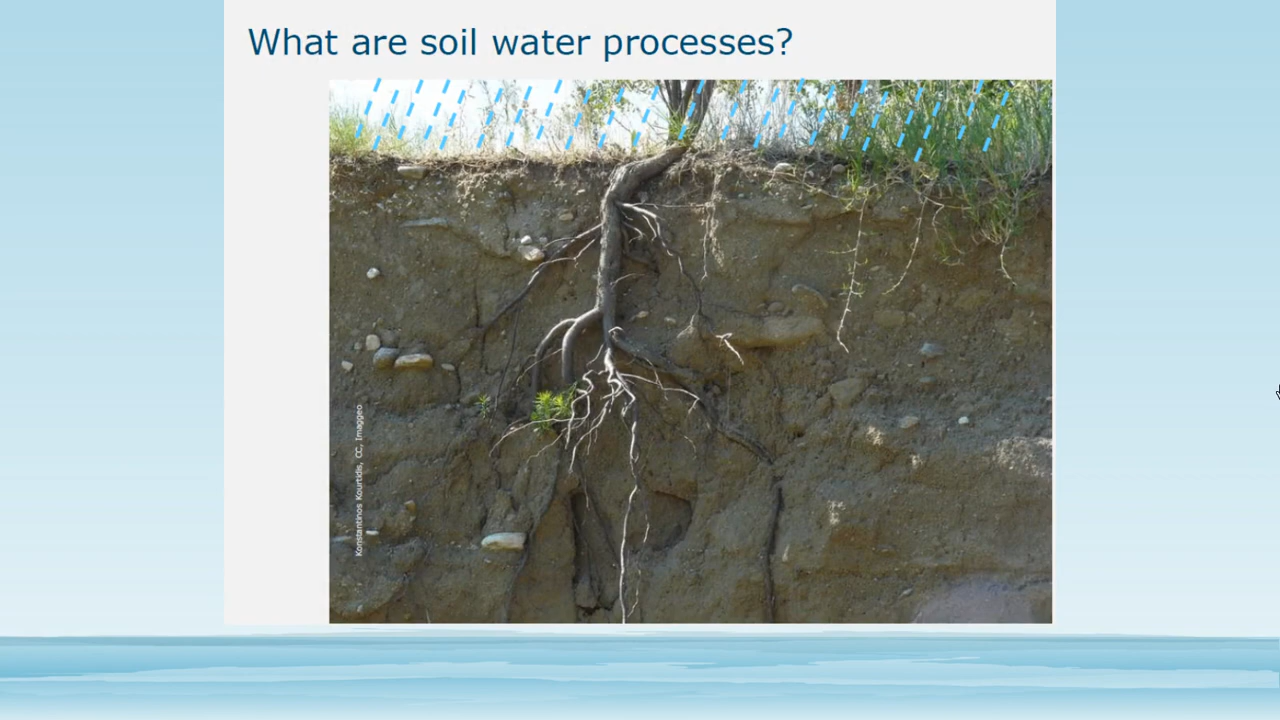 What are soil water processes?
Konstantinos Kourtidis, CC, Imaggeo